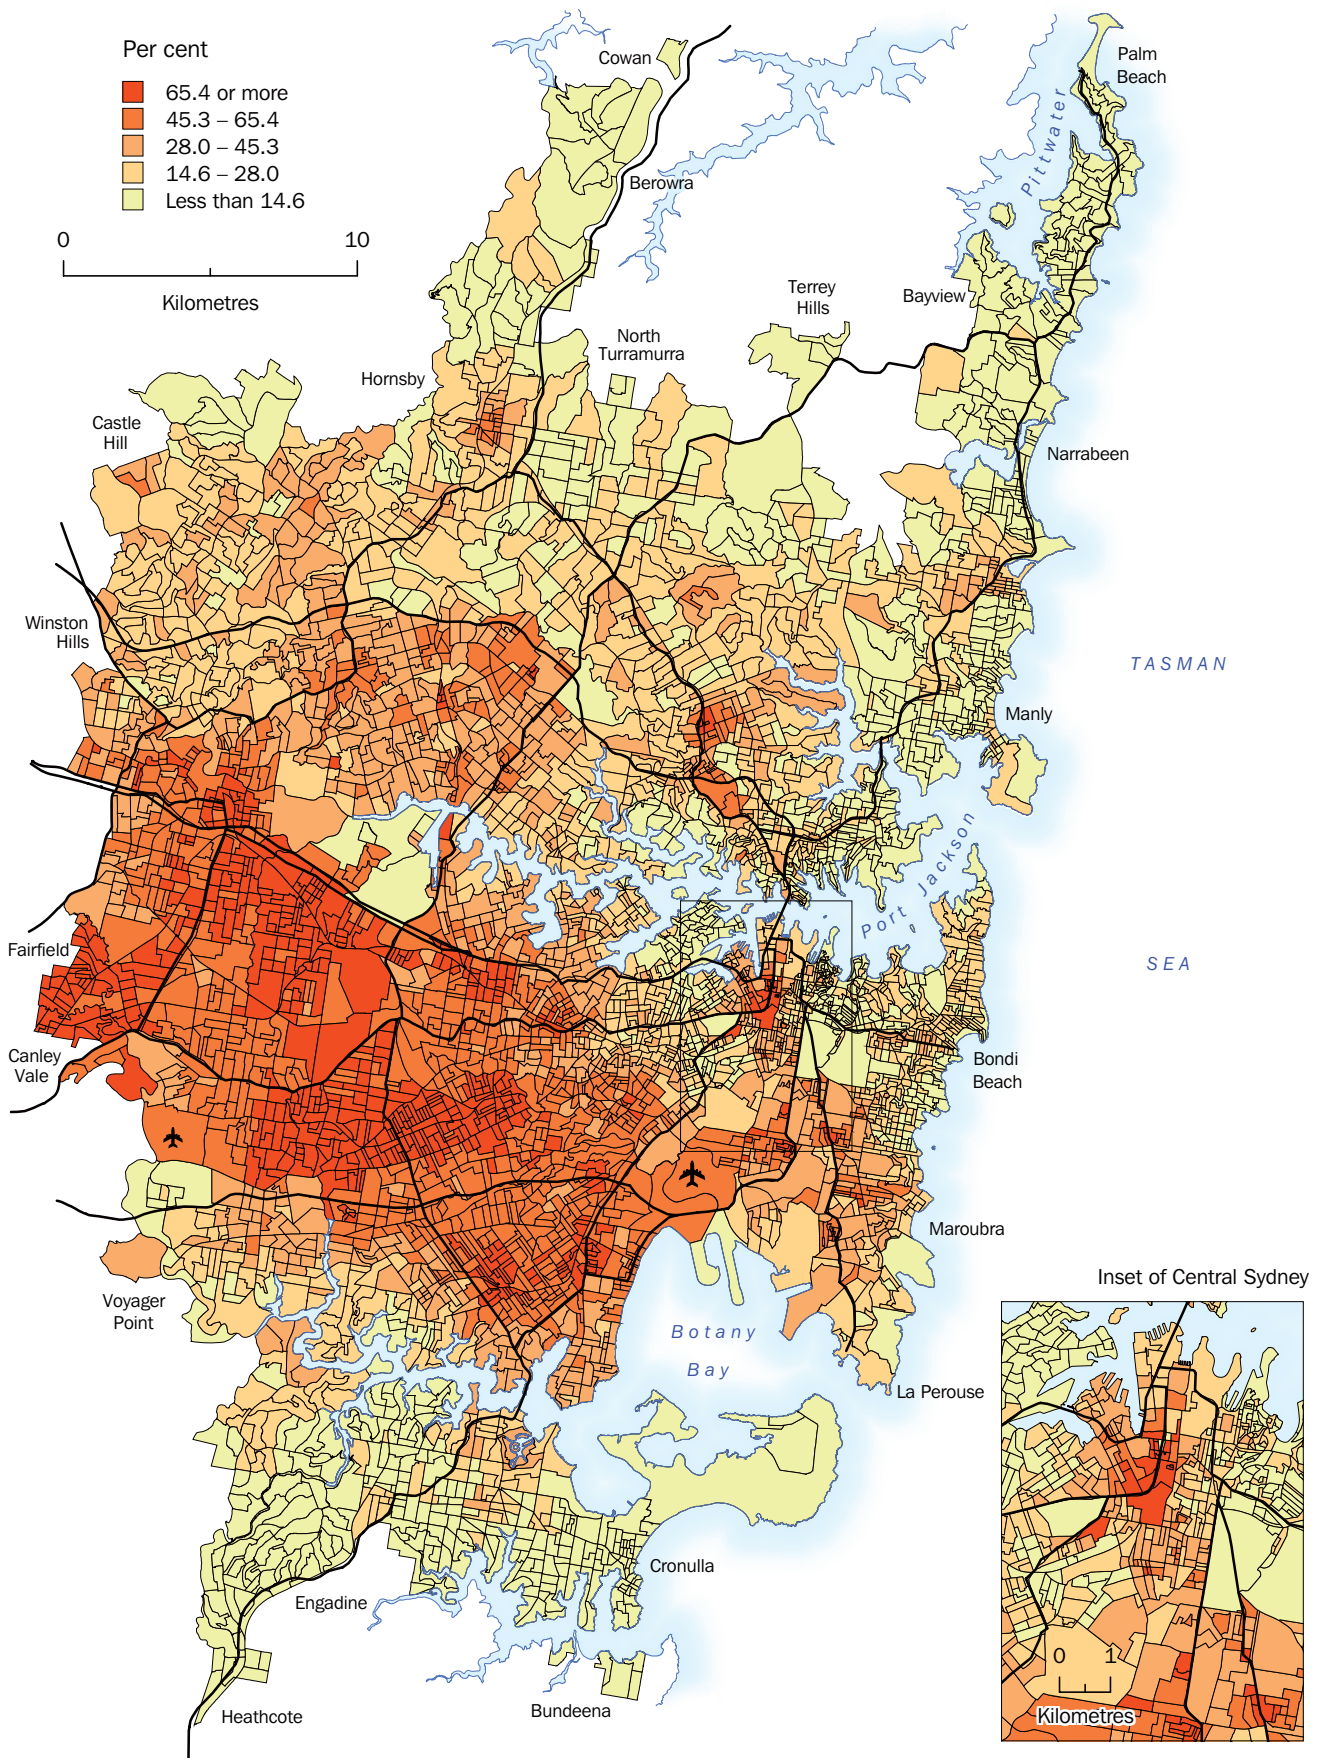 Per cent
65.4 or more
45.3 – 65.4
28.0 – 45.3
14.6 – 28.0
Less than 14.6
0 10
Kilometres
Cowan
Palm
Beach
Pittwater
Berowra
Terrey
Hills
Bayview
North
Turramurra
Hornsby
Castle
Hill
Narrabeen
Winston
Hills
TASMAN
Manly
Port Jackson
Fairfield
SEA
Canley
Vale
Bondi
Beach
Maroubra
Voyager
Point
Botany
Bay
La Perouse
Inset of Central Sydney
Cronulla
Engadine
0 1
Kilometres
Bundeena
Heathcote